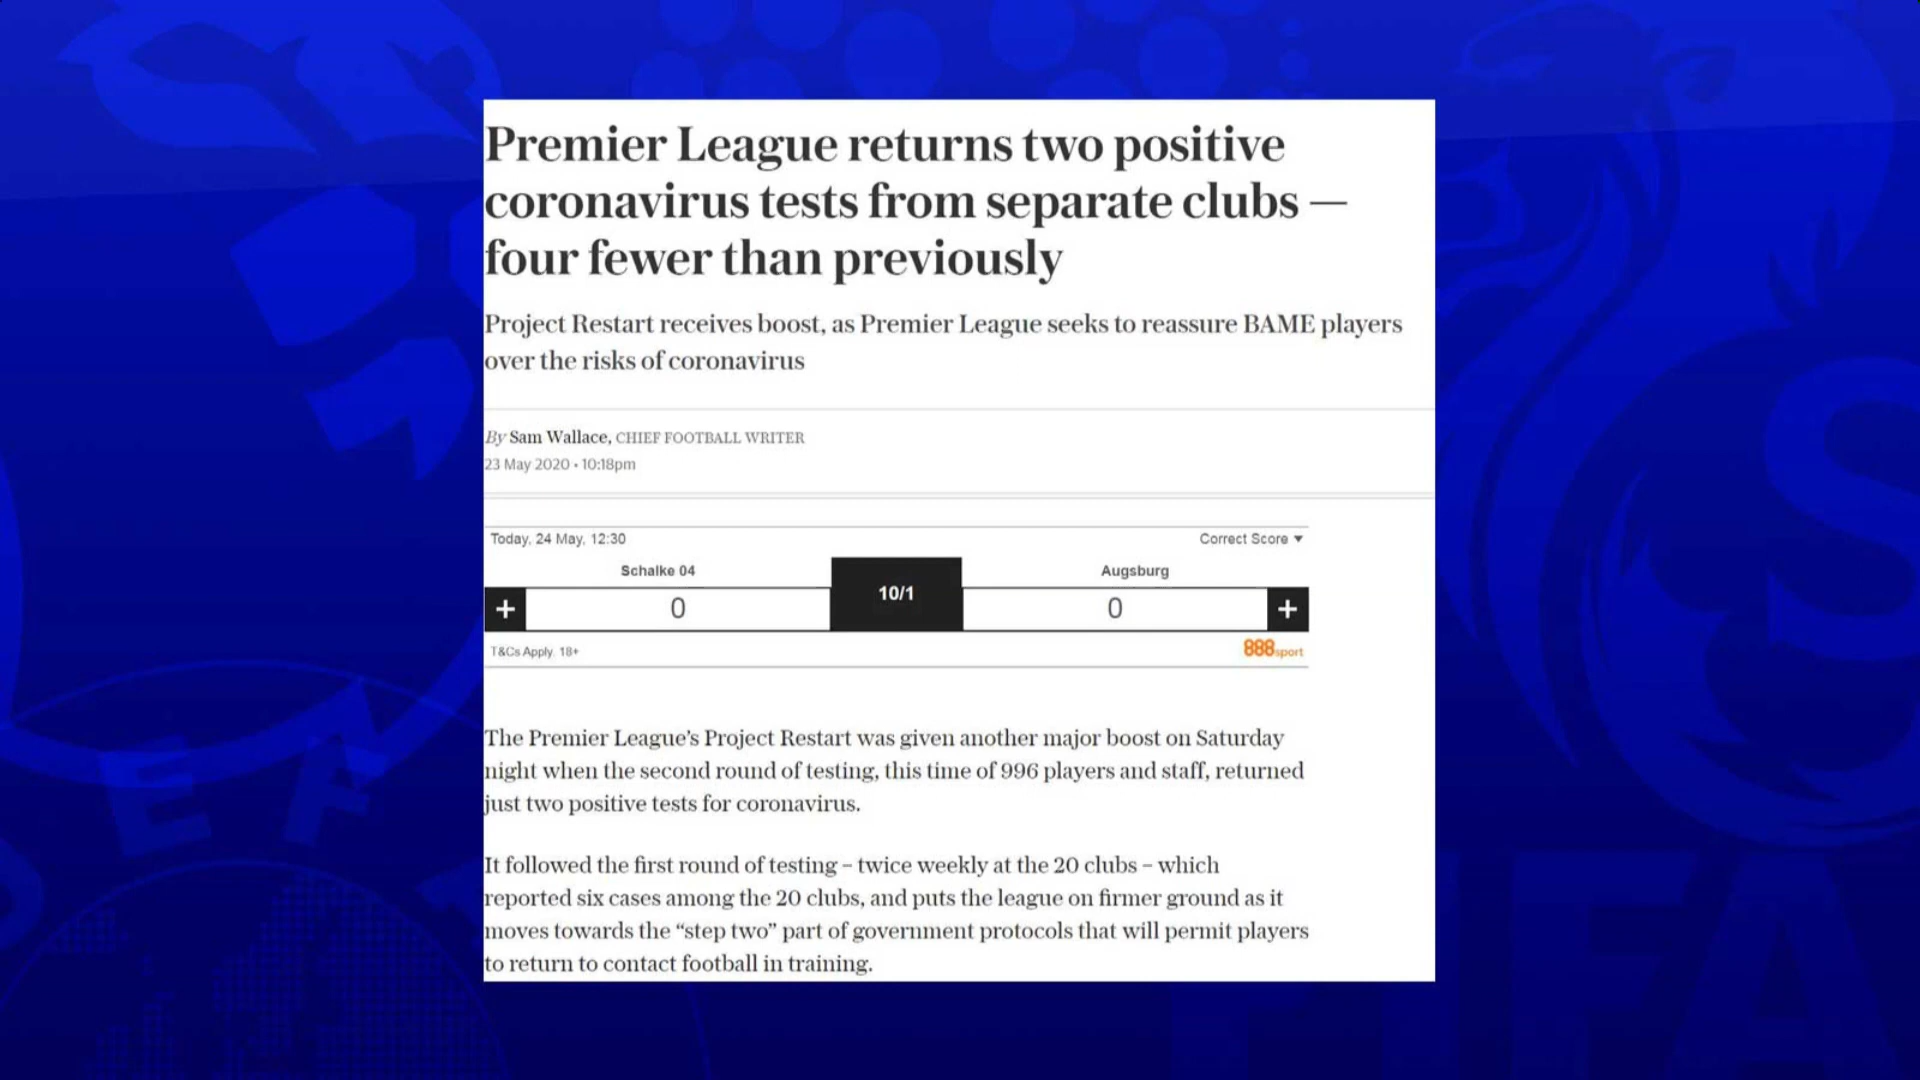 Premier League returns two positive
coronavirus tests from separate clubs —
four fewer than previously
Project Restart receives boost, as Premier League seeks to reassure BAME players
over the risks of coronavirus
By Sam Wallace, CHIEF FOOTBALL WRITER
23 May 2020 • 10:18pm
Today, 24 May, 12:30 Correct Score ▼
Schalke 04 Augsburg
+ 0 10/1 0 +
T&Cs Apply. 18+ 888sport
The Premier League’s Project Restart was given another major boost on Saturday
night when the second round of testing, this time of 996 players and staff, returned
just two positive tests for coronavirus.
It followed the first round of testing – twice weekly at the 20 clubs – which
reported six cases among the 20 clubs, and puts the league on firmer ground as it
moves towards the “step two” part of government protocols that will permit players
to return to contact football in training.
FIFA